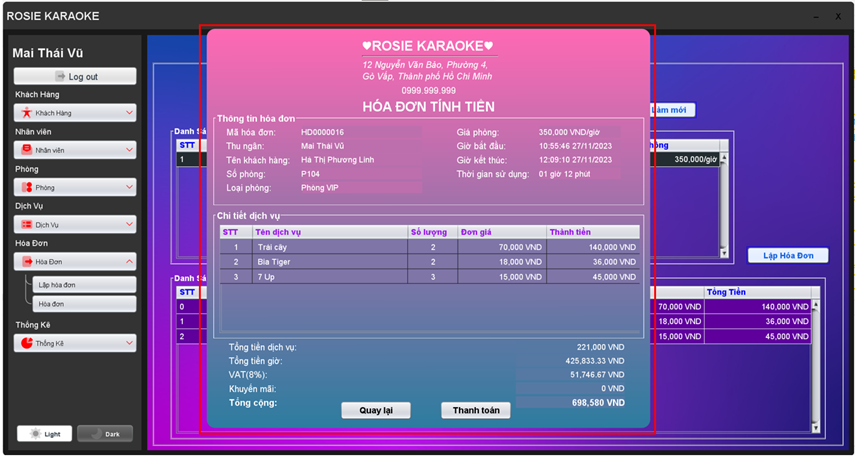 ROSIE KARAOKE
– X
Mai Thái Vũ
Log out
Khách Hàng
Khách Hàng
Nhân viên
Nhân viên
Phòng
Phòng
Dịch Vụ
Dịch Vụ
Hóa Đơn
Hóa Đơn
Lập hóa đơn
Hóa đơn
Thống Kê
Thống Kê
Light
Dark
♥ROSIE KARAOKE♥
12 Nguyễn Văn Bảo, Phường 4,
Gò Vấp, Thành phố Hồ Chí Minh
0999.999.999
HÓA ĐƠN TÍNH TIỀN
Thông tin hóa đơn
Mã hóa đơn: HD0000016 Giá phòng: 350,000 VND/giờ
Thu ngân: Mai Thái Vũ Giờ bắt đầu: 10:55:46 27/11/2023
Tên khách hàng: Hà Thị Phương Linh Giờ kết thúc: 12:09:10 27/11/2023
Số phòng: P104 Thời gian sử dụng: 01 giờ 12 phút
Loại phòng: Phòng VIP
Chi tiết dịch vụ
STT Tên dịch vụ Số lượng Đơn giá Thành tiền
1 Trái cây 2 70,000 VND 140,000 VND
2 Bia Tiger 2 18,000 VND 36,000 VND
3 7 Up 3 15,000 VND 45,000 VND
Tổng tiền dịch vụ: 221,000 VND
Tổng tiền giờ: 425,833.33 VND
VAT(8%): 51,746.67 VND
Khuyến mãi: 0 VND
Tổng cộng: 698,580 VND
Quay lại Thanh toán
làm mới
Danh Sá
STT hòng
1 350,000/giờ
Lập Hóa Đơn
Danh Sá
STT Tổng Tiền
0 70,000 VND 140,000 VND
1 18,000 VND 36,000 VND
2 15,000 VND 45,000 VND